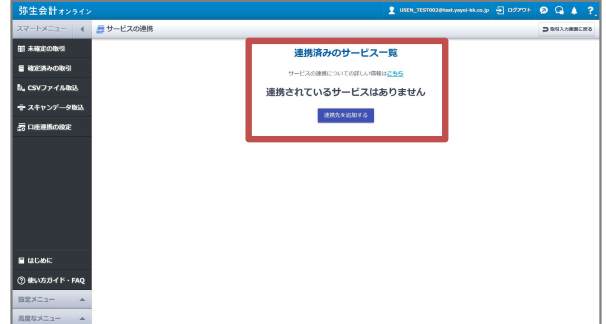 弥生会計 オンライン
USEN_TEST003@test.yayoi-kk.co.jp
ログアウト
?
スマートメニュー
サービスの連携
取引入力画面に戻る
未確定の取引
確定済みの取引
CSVファイル取込
スキャンデータ取込
口座連携の設定
連携済みのサービス一覧
サービスの連携についての詳しい情報はこちら
連携されているサービスはありません
連携先を追加する
はじめに
使い方ガイド・FAQ
設定メニュー
高度なメニュー